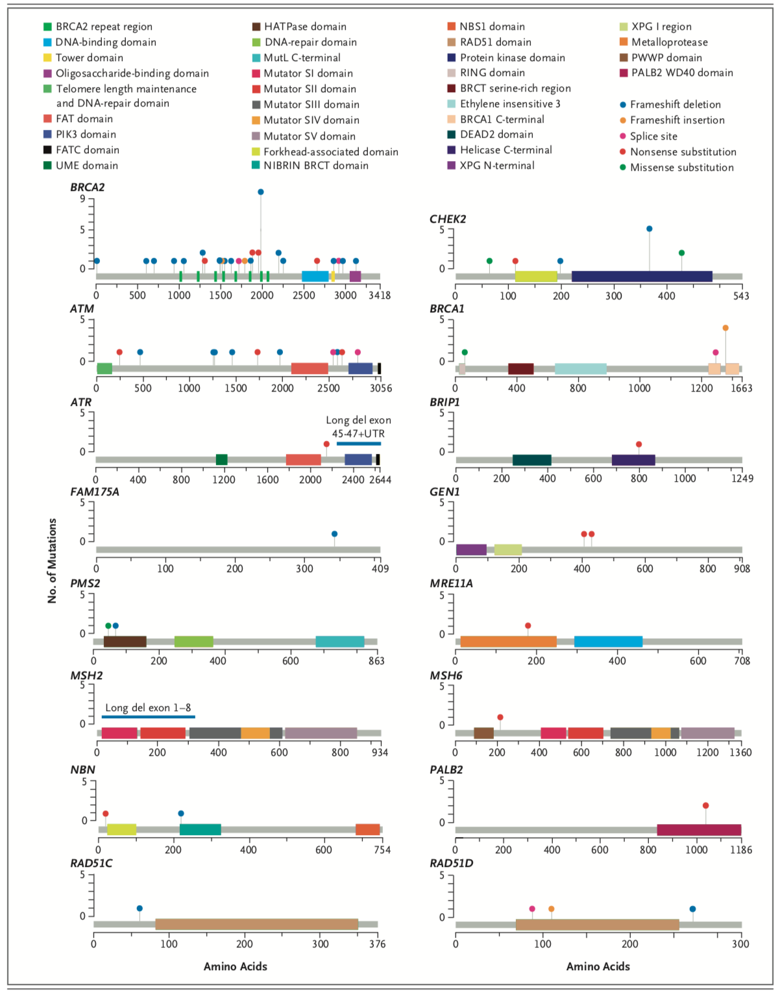 BRCA2 repeat region
DNA-binding domain
Tower domain
Oligosaccharide-binding domain
Telomere length maintenance
and DNA-repair domain
FAT domain
PIK3 domain
FATC domain
UME domain
HATPase domain
DNA-repair domain
MutL C-terminal
Mutator SI domain
Mutator SII domain
Mutator SIII domain
Mutator SIV domain
Mutator SV domain
Forkhead-associated domain
NIBRIN BRCT domain
NBS1 domain
RAD51 domain
Protein kinase domain
RING domain
BRCT serine-rich region
Ethylene insensitive 3
BRCA1 C-terminal
DEAD2 domain
Helicase C-terminal
XPG N-terminal
XPG I region
Metalloprotease
PWWP domain
PALB2 WD40 domain
Frameshift deletion
Frameshift insertion
Splice site
Nonsense substitution
Missense substitution
No. of Mutations
BRCA2
9
5
0
0 500 1000 1500 2000 2500 3000 3418
ATM
5
0
0 500 1000 1500 2000 2500 3056
ATR
5
0
Long del exon
45-47+UTR
0 400 800 1200 1600 2000 2400 2644
FAM175A
5
0
0 100 200 300 409
PMS2
5
0
0 200 400 600 863
MSH2
5
0
Long del exon 1–8
0 200 400 600 800 934
NBN
5
0
0 200 400 600 754
RAD51C
5
0
0 100 200 300 376
Amino Acids
CHEK2
5
0
0 100 200 300 400 543
BRCA1
5
0
0 400 800 1000 1200 1663
BRIP1
5
0
0 200 400 600 800 1000 1249
GEN1
5
0
0 200 400 600 800 908
MRE11A
5
0
0 200 400 600 708
MSH6
5
0
0 200 400 600 800 1000 1200 1360
PALB2
5
0
0 200 400 600 800 1000 1186
RAD51D
5
0
0 100 200 300
Amino Acids